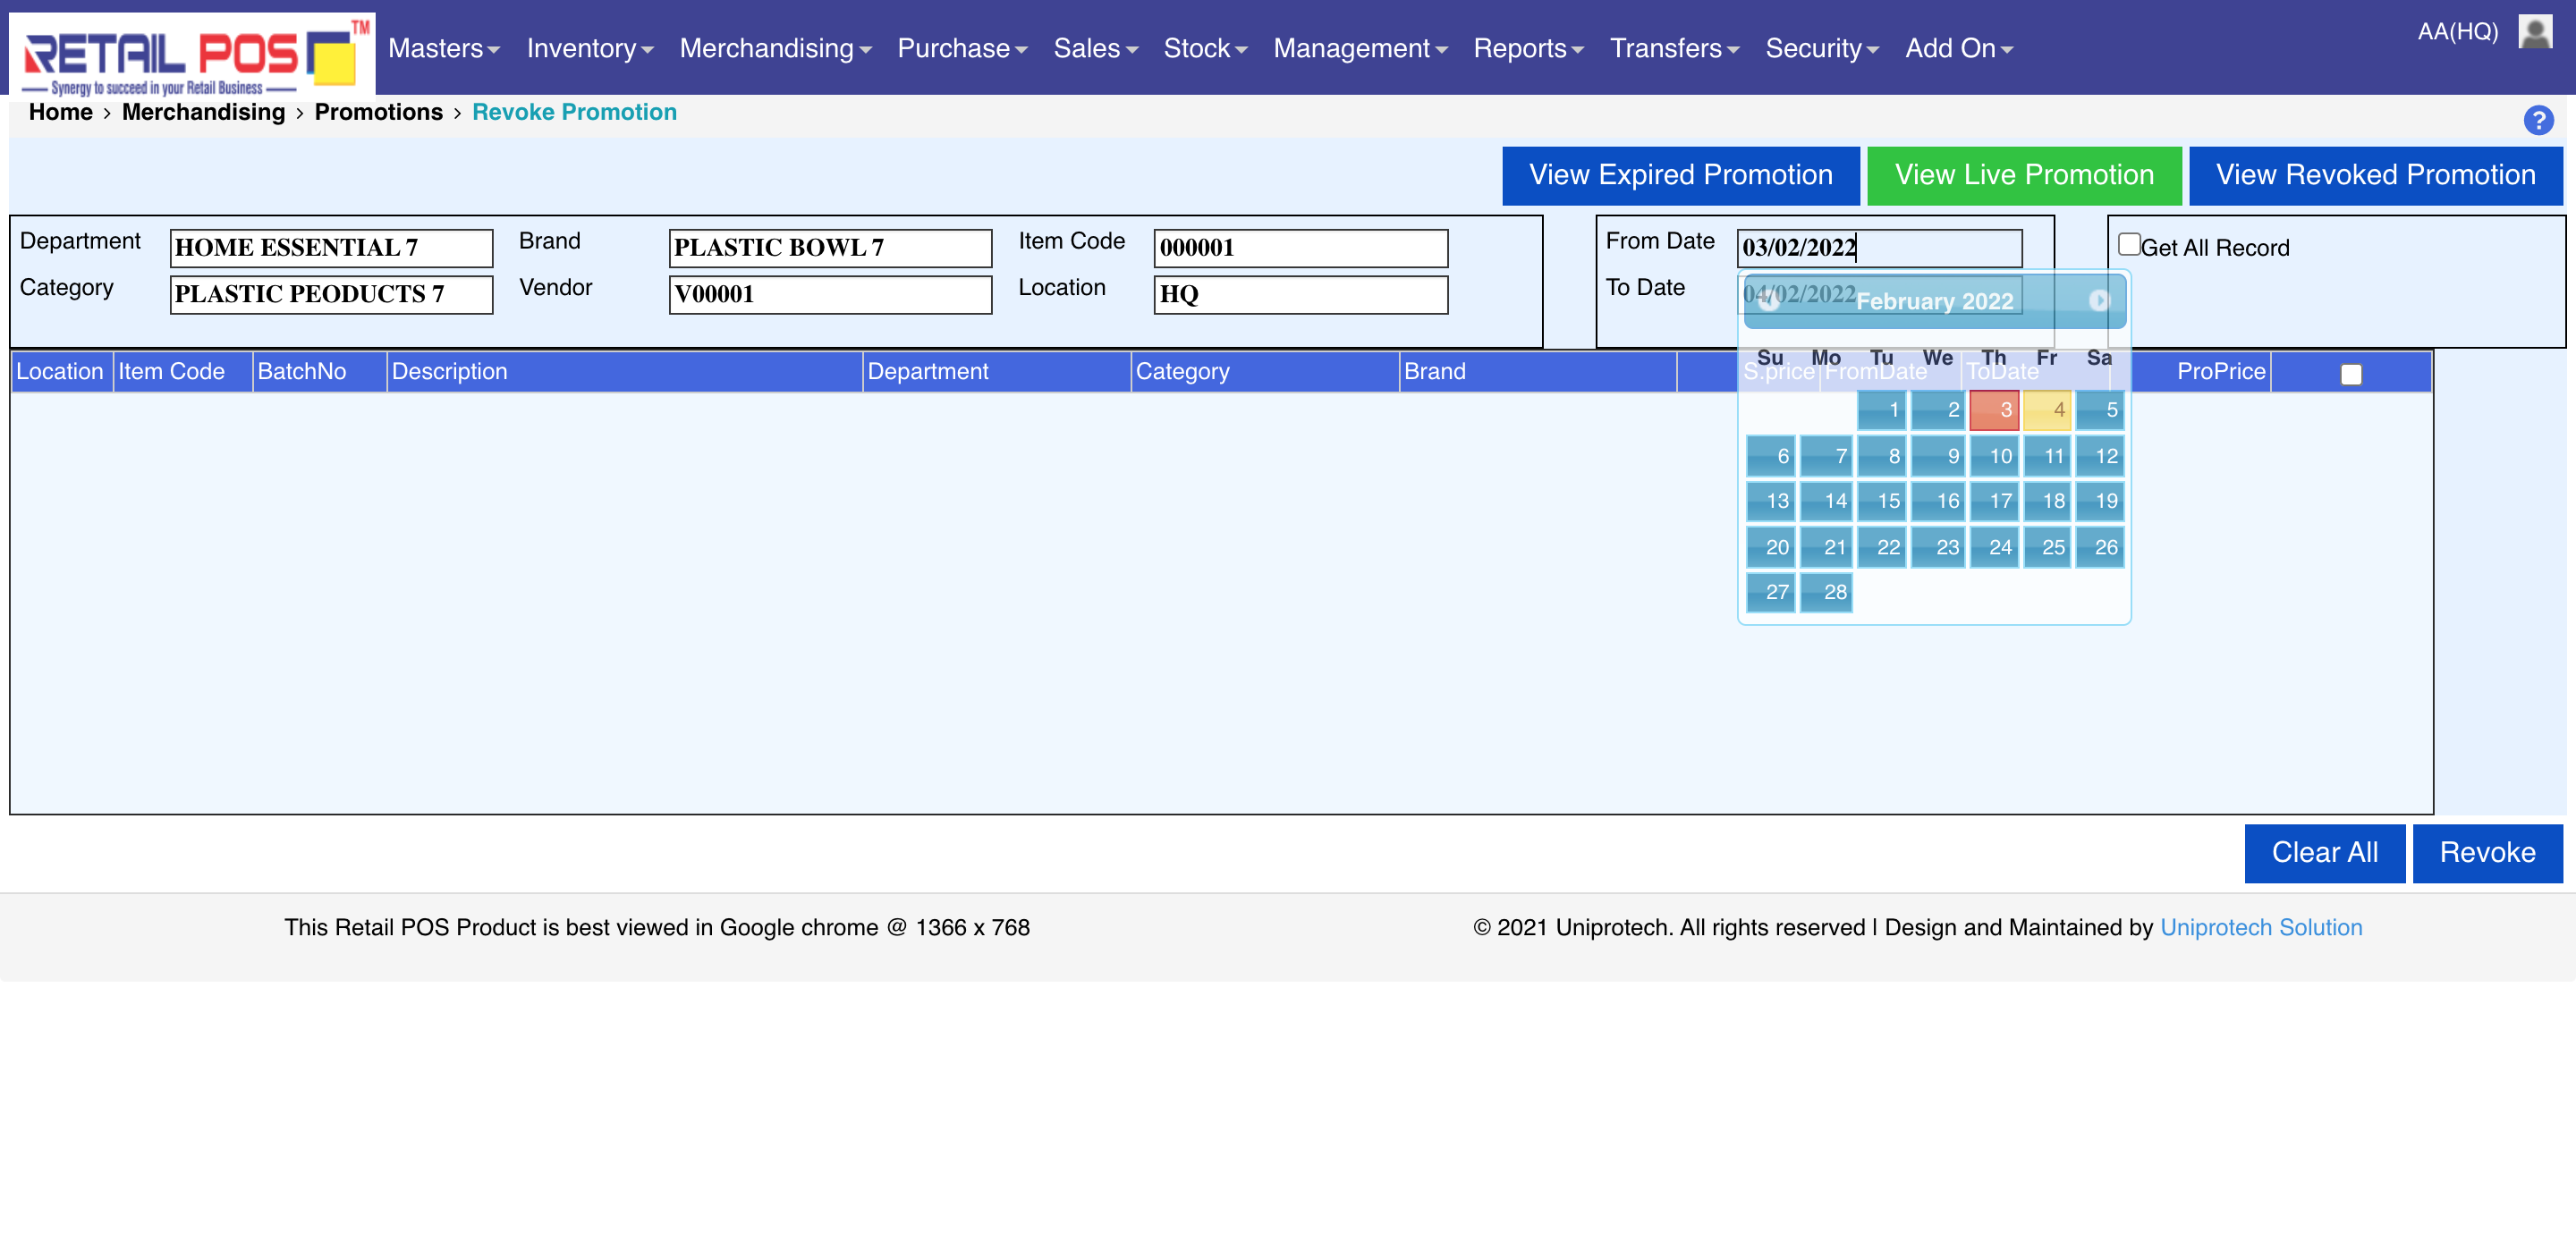 RETAIL POS TM
Synergy to succeed in your Retail Business
Masters Inventory Merchandising Purchase Sales Stock Management Reports Transfers Security Add On
AA(HQ)
Home › Merchandising › Promotions › Revoke Promotion
?
View Expired Promotion View Live Promotion View Revoked Promotion
Department HOME ESSENTIAL 7 Brand PLASTIC BOWL 7 Item Code 000001 From Date 03/02/2022 Get All Record
Category PLASTIC PEODUCTS 7 Vendor V00001 Location HQ To Date 04/02/2022
February 2022
Su Mo Tu We Th Fr Sa
Location Item Code BatchNo Description Department Category Brand S.price FromDate ToDate ProPrice
1 2 3 4 5
6 7 8 9 10 11 12
13 14 15 16 17 18 19
20 21 22 23 24 25 26
27 28
Clear All Revoke
This Retail POS Product is best viewed in Google chrome @ 1366 x 768
© 2021 Uniprotech. All rights reserved | Design and Maintained by Uniprotech Solution